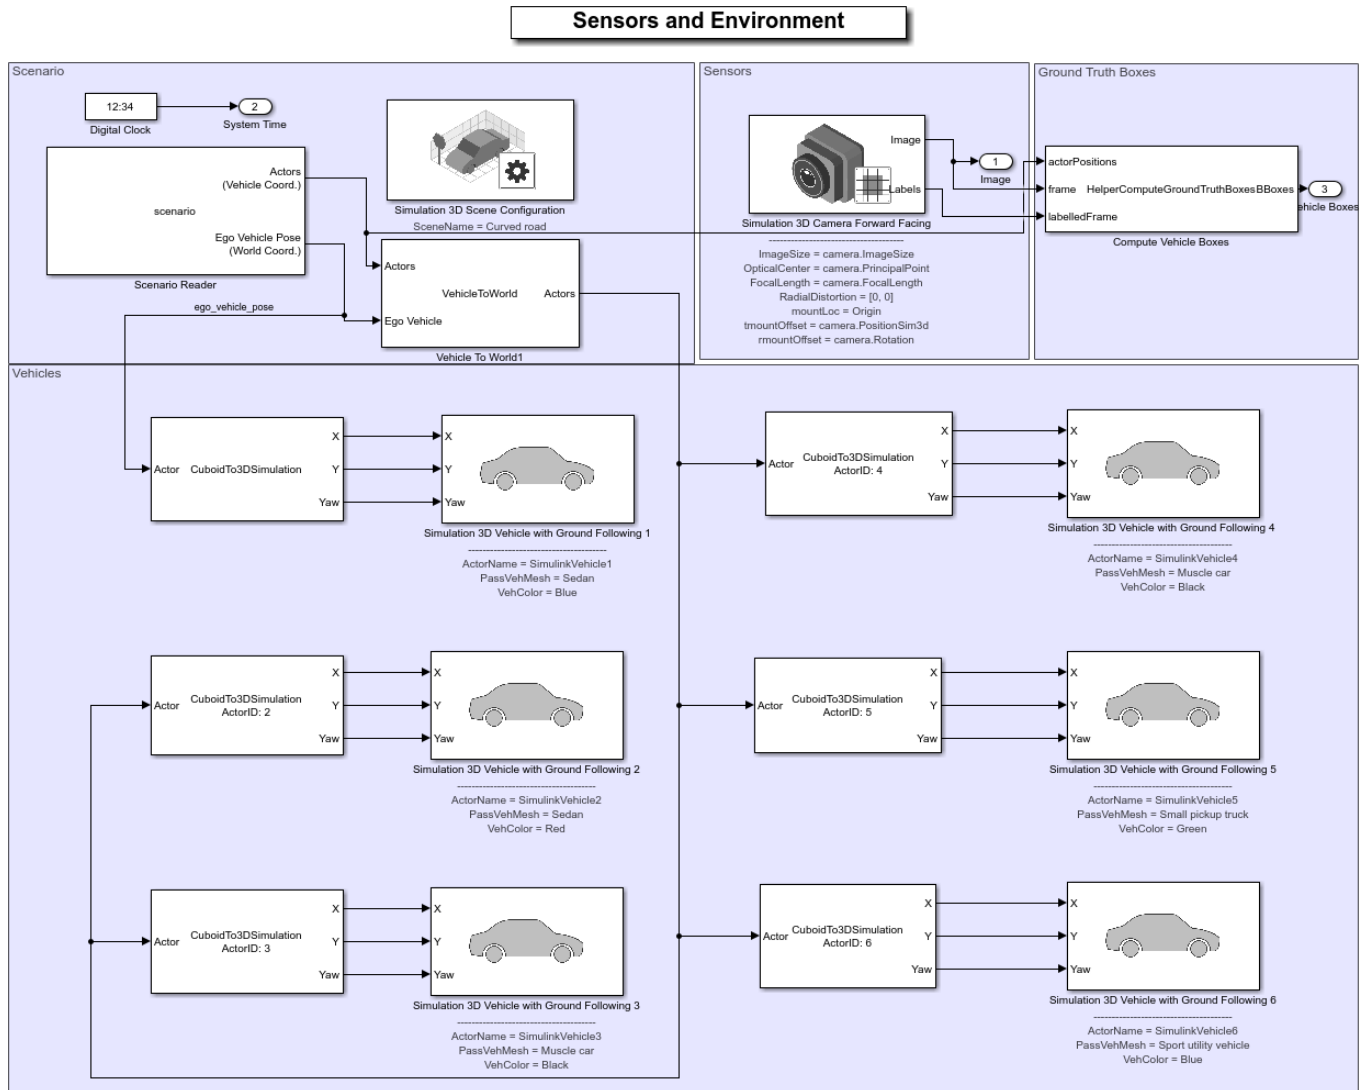 Sensors and Environment
Scenario
12:34
Digital Clock
2
System Time
scenario
Actors
(Vehicle Coord.)
Ego Vehicle Pose
(World Coord.)
Scenario Reader
ego_vehicle_pose
Simulation 3D Scene Configuration
SceneName = Curved road
Actors
Ego Vehicle
VehicleToWorld
Actors
Vehicle To World1
Sensors
Image
Labels
Simulation 3D Camera Forward Facing
ImageSize = camera.ImageSize
OpticalCenter = camera.PrincipalPoint
FocalLength = camera.FocalLength
RadialDistortion = [0, 0]
mountLoc = Origin
tmountOffset = camera.PositionSim3d
rmountOffset = camera.Rotation
1
Image
Ground Truth Boxes
actorPositions
frame
HelperComputeGroundTruthBoxesBBoxes
labelledFrame
Compute Vehicle Boxes
3
ehicle Boxes
Vehicles
Actor
CuboidTo3DSimulation
X
Y
Yaw
X
Y
Yaw
Simulation 3D Vehicle with Ground Following 1
ActorName = SimulinkVehicle1
PassVehMesh = Sedan
VehColor = Blue
Actor
CuboidTo3DSimulation
ActorID: 4
X
Y
Yaw
X
Y
Yaw
Simulation 3D Vehicle with Ground Following 4
ActorName = SimulinkVehicle4
PassVehMesh = Muscle car
VehColor = Black
Actor
CuboidTo3DSimulation
ActorID: 2
X
Y
Yaw
X
Y
Yaw
Simulation 3D Vehicle with Ground Following 2
ActorName = SimulinkVehicle2
PassVehMesh = Sedan
VehColor = Red
Actor
CuboidTo3DSimulation
ActorID: 5
X
Y
Yaw
X
Y
Yaw
Simulation 3D Vehicle with Ground Following 5
ActorName = SimulinkVehicle5
PassVehMesh = Small pickup truck
VehColor = Green
Actor
CuboidTo3DSimulation
ActorID: 3
X
Y
Yaw
X
Y
Yaw
Simulation 3D Vehicle with Ground Following 3
ActorName = SimulinkVehicle3
PassVehMesh = Muscle car
VehColor = Black
Actor
CuboidTo3DSimulation
ActorID: 6
X
Y
Yaw
X
Y
Yaw
Simulation 3D Vehicle with Ground Following 6
ActorName = SimulinkVehicle6
PassVehMesh = Sport utility vehicle
VehColor = Blue